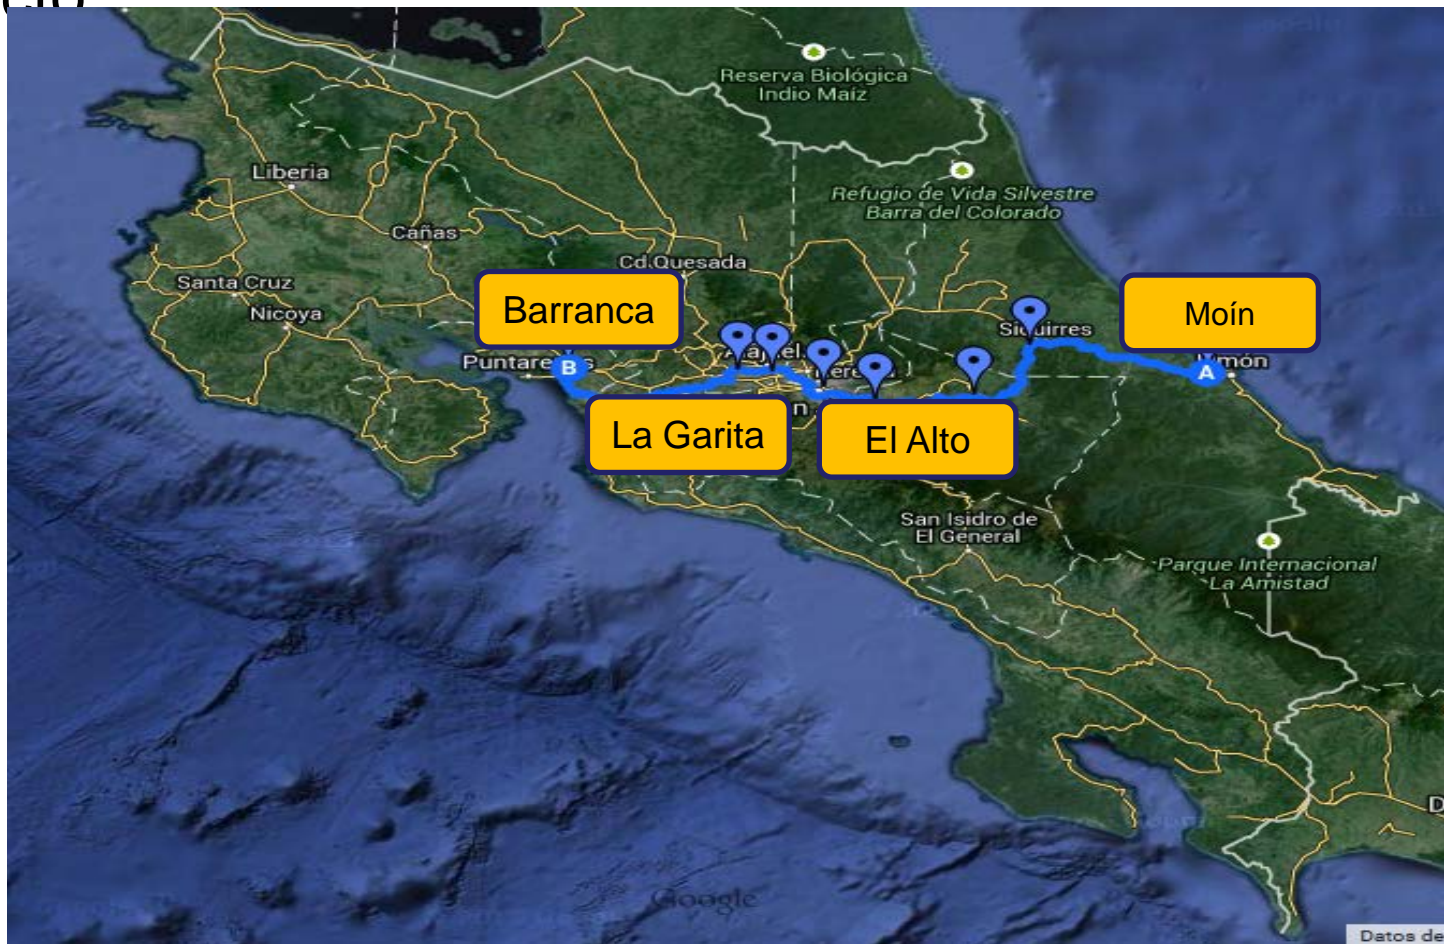 Reserva Biológica
Indio Maíz
Liberia
Refugio de Vida Silvestre
Barra del Colorado
Cañas
Cd.Quesada
Santa Cruz
Nicoya
Barranca
Moín
Siquirres
B
A
La Garita
El Alto
San Isidro de
El General
Parque Internacional
La Amistad
Google
Datos de